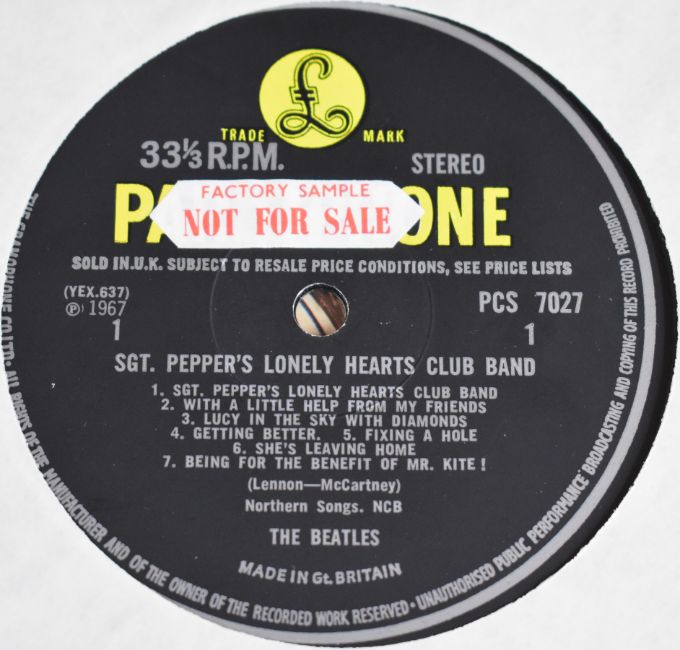 £
TRADE MARK
33⅓ R.P.M. STEREO
PA ONE
FACTORY SAMPLE
NOT FOR SALE
SOLD IN U.K. SUBJECT TO RESALE PRICE CONDITIONS, SEE PRICE LISTS
(YEX.637) PCS 7027
℗ 1967
1 1
SGT. PEPPER'S LONELY HEARTS CLUB BAND
1. SGT. PEPPER'S LONELY HEARTS CLUB BAND
2. WITH A LITTLE HELP FROM MY FRIENDS
3. LUCY IN THE SKY WITH DIAMONDS
4. GETTING BETTER. 5. FIXING A HOLE
6. SHE'S LEAVING HOME
7. BEING FOR THE BENEFIT OF MR. KITE!
(Lennon—McCartney)
Northern Songs. NCB
THE BEATLES
MADE IN Gt. BRITAIN
THE GRAMOPHONE CO. LTD. · ALL RIGHTS OF THE MANUFACTURER AND OF THE OWNER OF THE RECORDED WORK RESERVED · UNAUTHORISED PUBLIC PERFORMANCE BROADCASTING AND COPYING OF THIS RECORD PROHIBITED